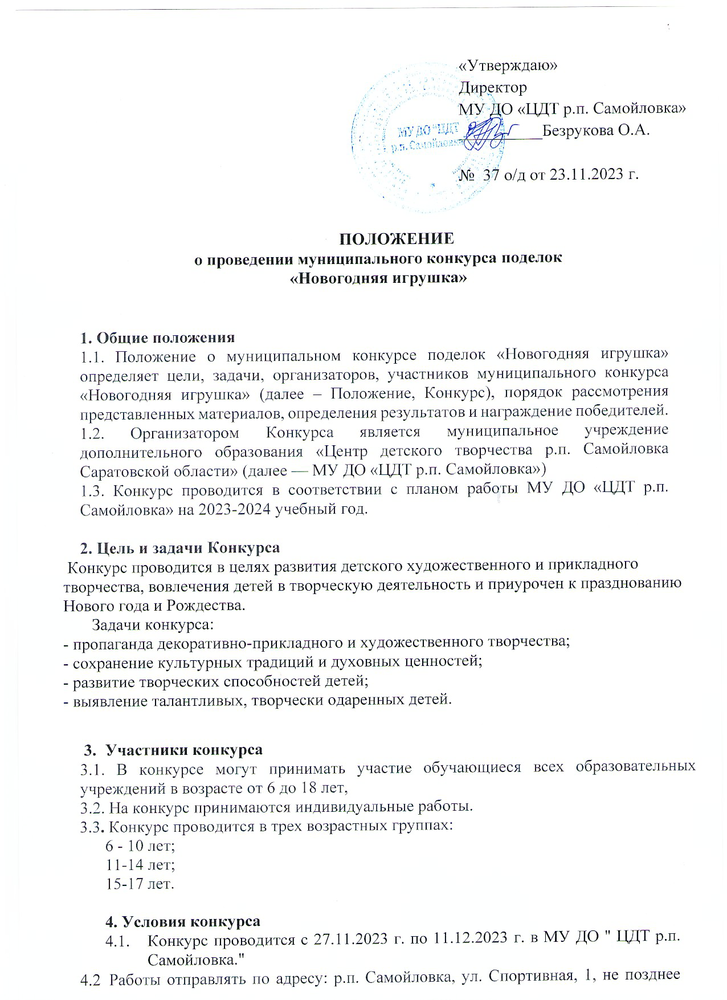 «Утверждаю»
Директор
МУ ДО «ЦДТ р.п. Самойловка»
__________Безрукова О.А.
МУ ДО "ЦДТ
р.п. Самойловка
№ 37 о/д от 23.11.2023 г.
ПОЛОЖЕНИЕ
о проведении муниципального конкурса поделок
«Новогодняя игрушка»
1. Общие положения
1.1. Положение о муниципальном конкурсе поделок «Новогодняя игрушка»
определяет цели, задачи, организаторов, участников муниципального конкурса
«Новогодняя игрушка» (далее – Положение, Конкурс), порядок рассмотрения
представленных материалов, определения результатов и награждение победителей.
1.2. Организатором Конкурса является муниципальное учреждение
дополнительного образования «Центр детского творчества р.п. Самойловка
Саратовской области» (далее — МУ ДО «ЦДТ р.п. Самойловка»)
1.3. Конкурс проводится в соответствии с планом работы МУ ДО «ЦДТ р.п.
Самойловка» на 2023-2024 учебный год.
2. Цель и задачи Конкурса
Конкурс проводится в целях развития детского художественного и прикладного
творчества, вовлечения детей в творческую деятельность и приурочен к празднованию
Нового года и Рождества.
Задачи конкурса:
- пропаганда декоративно-прикладного и художественного творчества;
- сохранение культурных традиций и духовных ценностей;
- развитие творческих способностей детей;
- выявление талантливых, творчески одаренных детей.
3. Участники конкурса
3.1. В конкурсе могут принимать участие обучающиеся всех образовательных
учреждений в возрасте от 6 до 18 лет,
3.2. На конкурс принимаются индивидуальные работы.
3.3. Конкурс проводится в трех возрастных группах:
6 - 10 лет;
11-14 лет;
15-17 лет.
4. Условия конкурса
4.1. Конкурс проводится с 27.11.2023 г. по 11.12.2023 г. в МУ ДО " ЦДТ р.п.
Самойловка."
4.2 Работы отправлять по адресу: р.п. Самойловка, ул. Спортивная, 1, не позднее